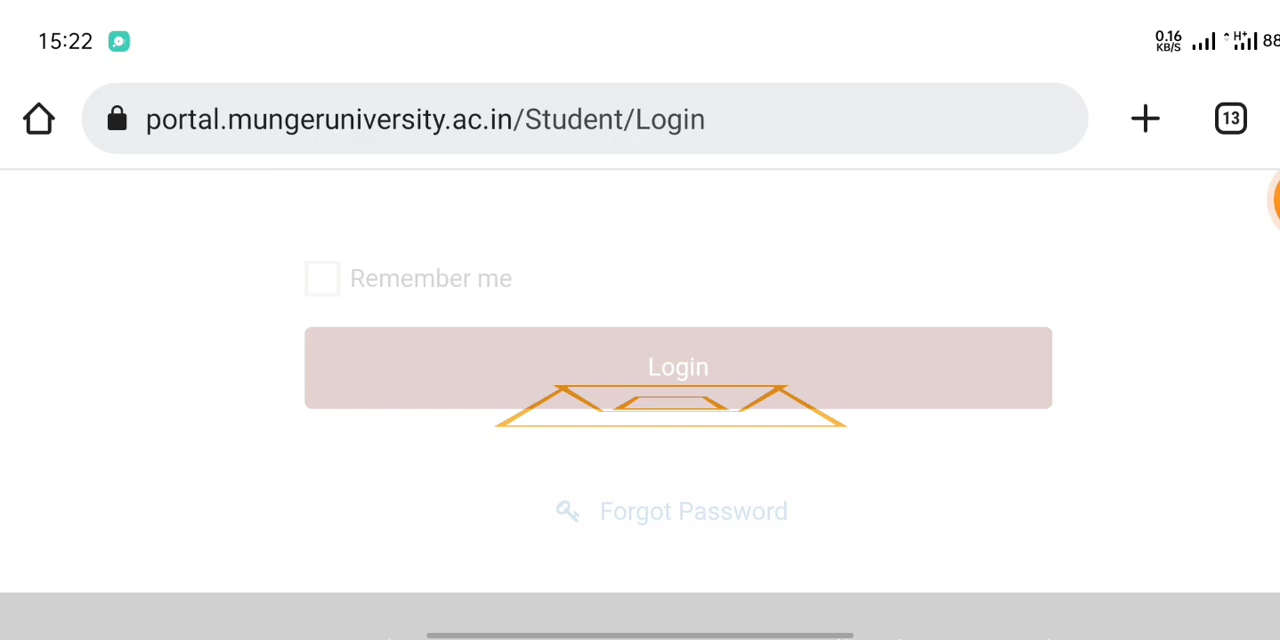 15:22
0.16 KB/S H+ 88
portal.mungeruniversity.ac.in/Student/Login
13
Remember me
Login
Forgot Password